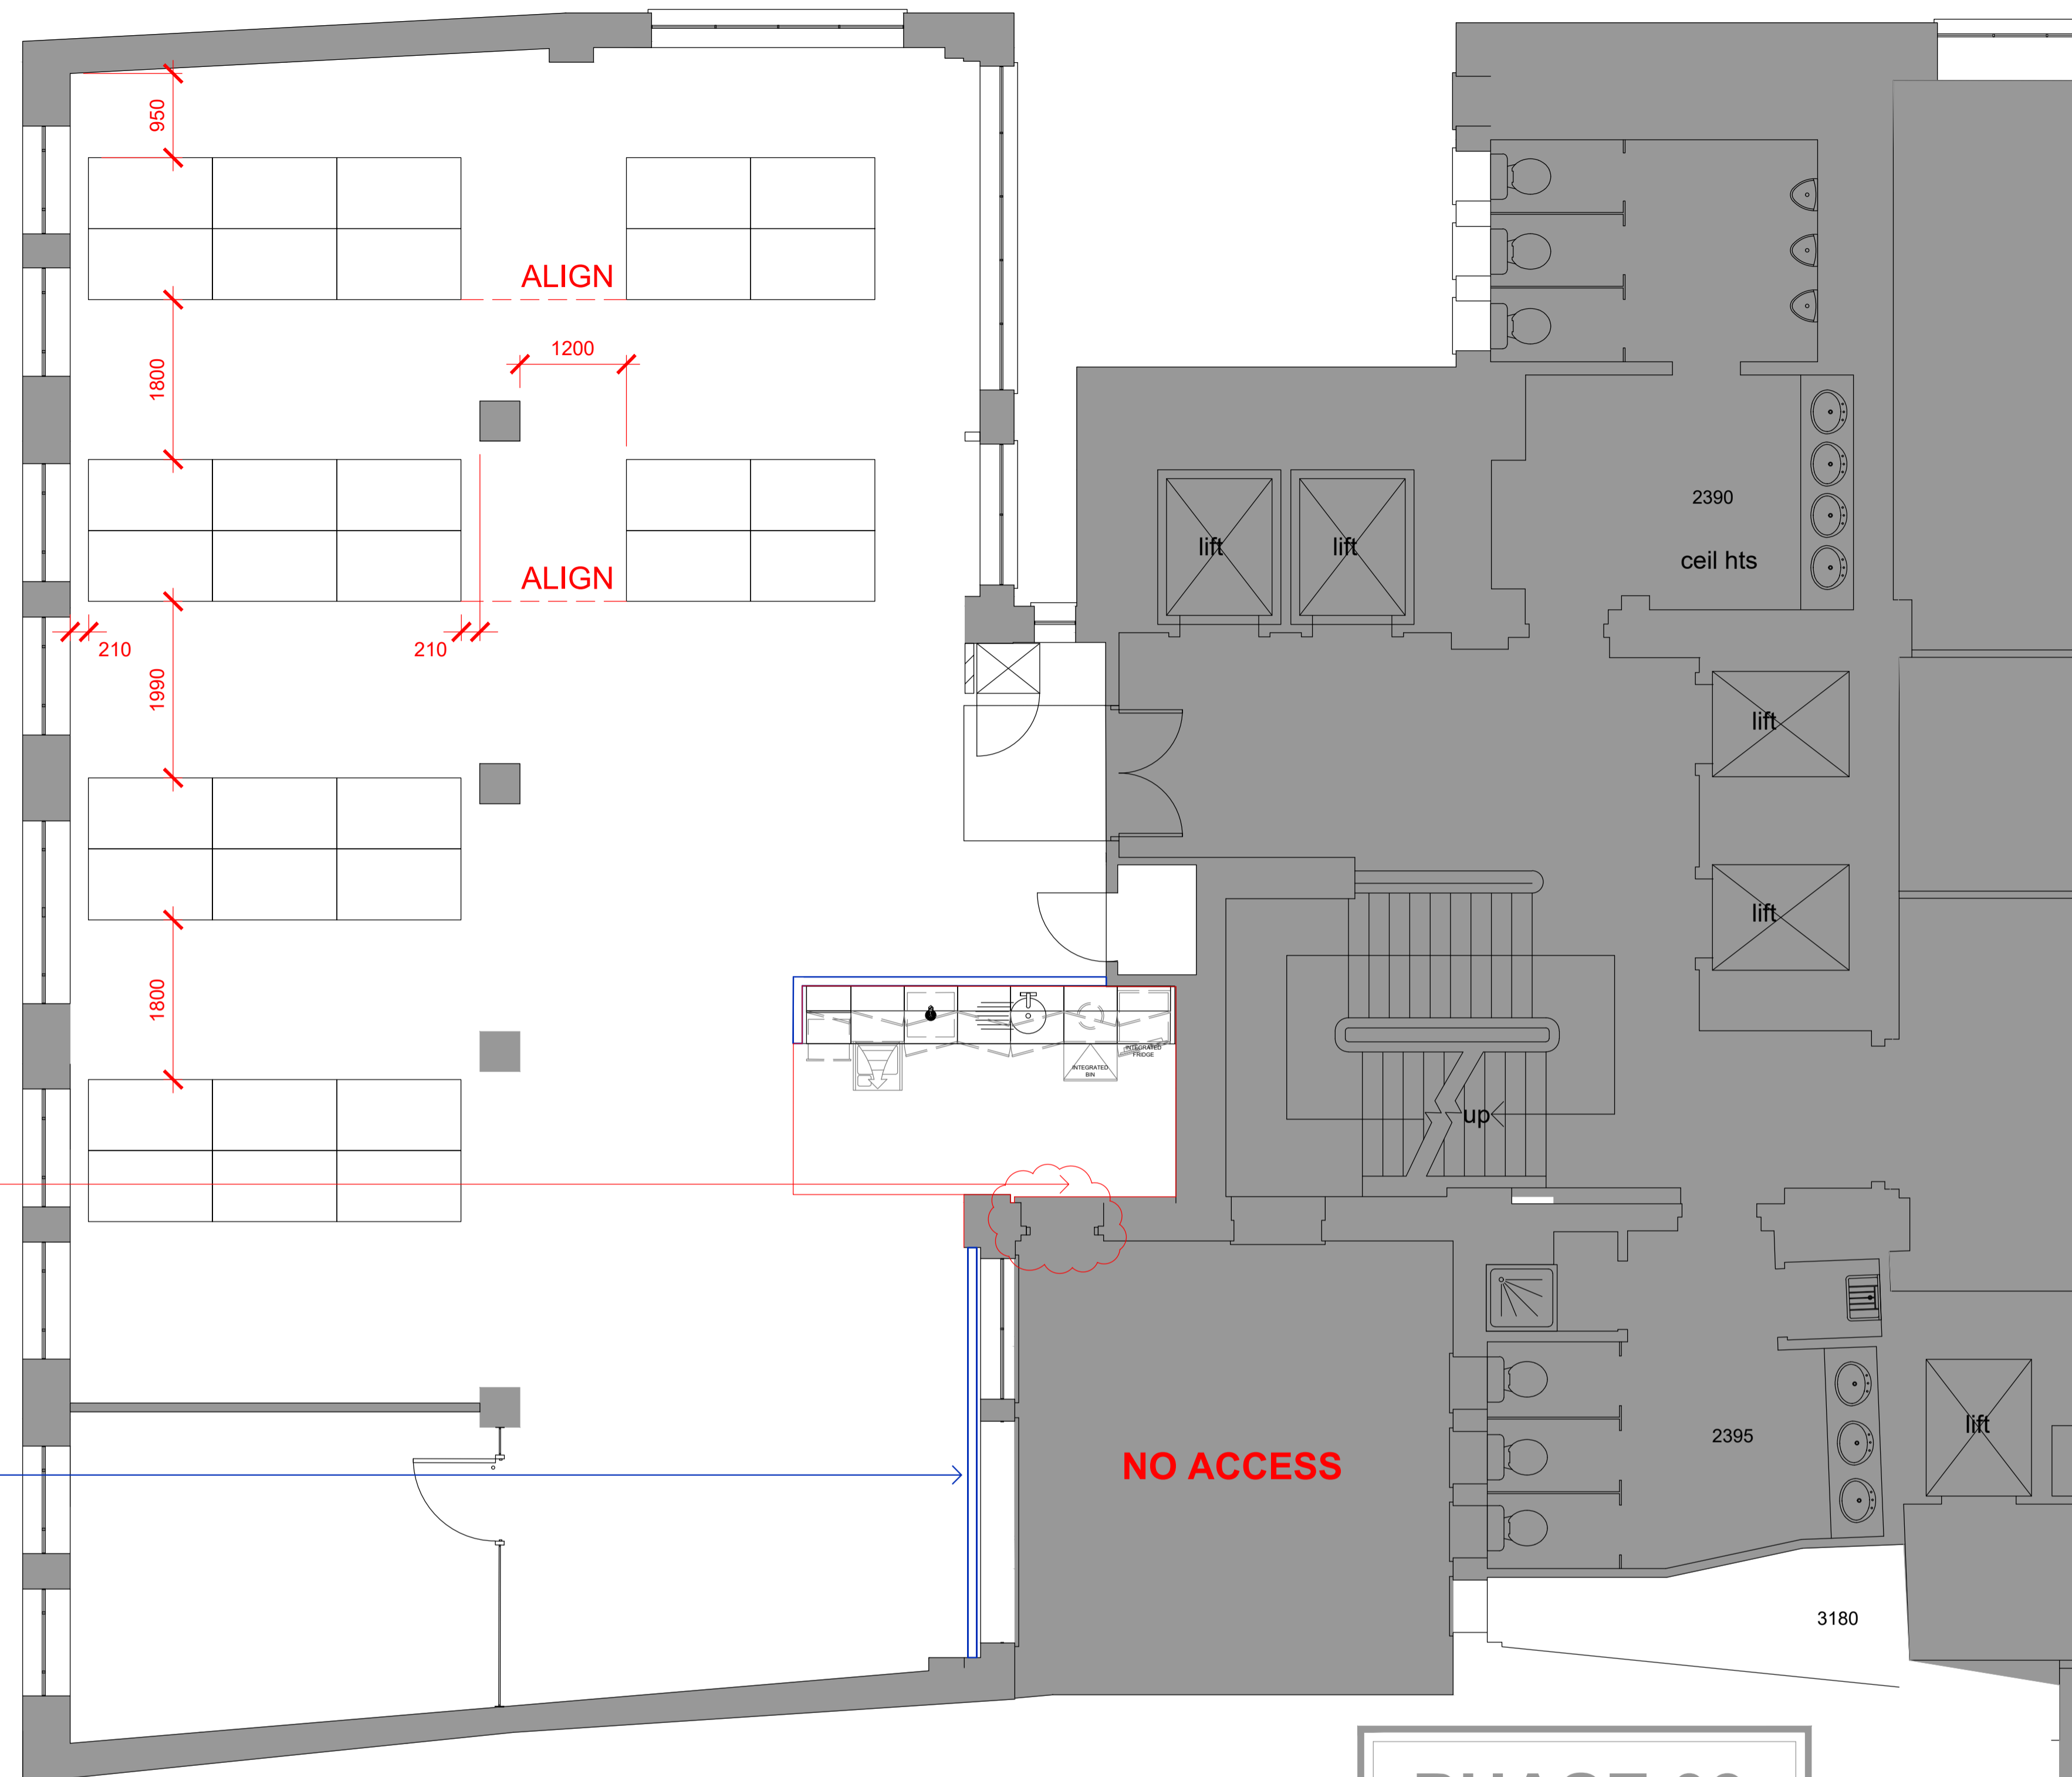 950
ALIGN
1200
1800
2390
lift
lift
ceil hts
ALIGN
210
210
1990
lift
lift
1800
INTEGRATED
FRIDGE
INTEGRATED
BIN
up
NO ACCESS
2395
lift
3180